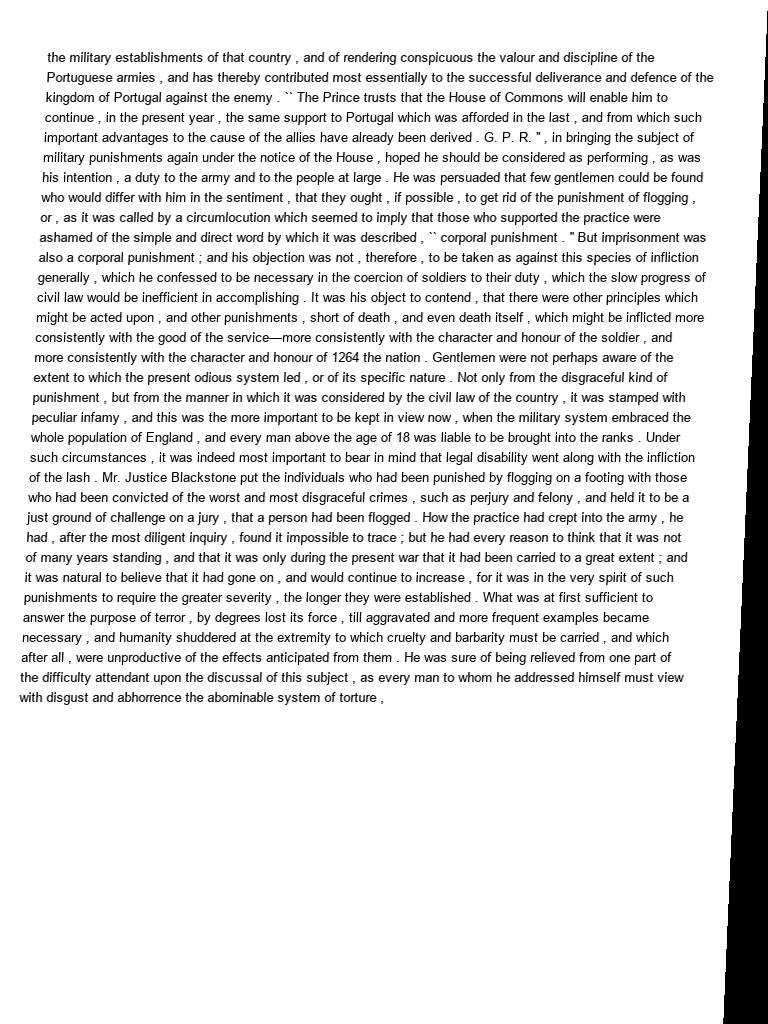 the military establishments of that country , and of rendering conspicuous the valour and discipline of the
Portuguese armies , and has thereby contributed most essentially to the successful deliverance and defence of the
kingdom of Portugal against the enemy . `` The Prince trusts that the House of Commons will enable him to
continue , in the present year , the same support to Portugal which was afforded in the last , and from which such
important advantages to the cause of the allies have already been derived . G. P. R. '' , in bringing the subject of
military punishments again under the notice of the House , hoped he should be considered as performing , as was
his intention , a duty to the army and to the people at large . He was persuaded that few gentlemen could be found
who would differ with him in the sentiment , that they ought , if possible , to get rid of the punishment of flogging ,
or , as it was called by a circumlocution which seemed to imply that those who supported the practice were
ashamed of the simple and direct word by which it was described , `` corporal punishment . '' But imprisonment was
also a corporal punishment ; and his objection was not , therefore , to be taken as against this species of infliction
generally , which he confessed to be necessary in the coercion of soldiers to their duty , which the slow progress of
civil law would be inefficient in accomplishing . It was his object to contend , that there were other principles which
might be acted upon , and other punishments , short of death , and even death itself , which might be inflicted more
consistently with the good of the service—more consistently with the character and honour of the soldier , and
more consistently with the character and honour of 1264 the nation . Gentlemen were not perhaps aware of the
extent to which the present odious system led , or of its specific nature . Not only from the disgraceful kind of
punishment , but from the manner in which it was considered by the civil law of the country , it was stamped with
peculiar infamy , and this was the more important to be kept in view now , when the military system embraced the
whole population of England , and every man above the age of 18 was liable to be brought into the ranks . Under
such circumstances , it was indeed most important to bear in mind that legal disability went along with the infliction
of the lash . Mr. Justice Blackstone put the individuals who had been punished by flogging on a footing with those
who had been convicted of the worst and most disgraceful crimes , such as perjury and felony , and held it to be a
just ground of challenge on a jury , that a person had been flogged . How the practice had crept into the army , he
had , after the most diligent inquiry , found it impossible to trace ; but he had every reason to think that it was not
of many years standing , and that it was only during the present war that it had been carried to a great extent ; and
it was natural to believe that it had gone on , and would continue to increase , for it was in the very spirit of such
punishments to require the greater severity , the longer they were established . What was at first sufficient to
answer the purpose of terror , by degrees lost its force , till aggravated and more frequent examples became
necessary , and humanity shuddered at the extremity to which cruelty and barbarity must be carried , and which
after all , were unproductive of the effects anticipated from them . He was sure of being relieved from one part of
the difficulty attendant upon the discussal of this subject , as every man to whom he addressed himself must view
with disgust and abhorrence the abominable system of torture ,